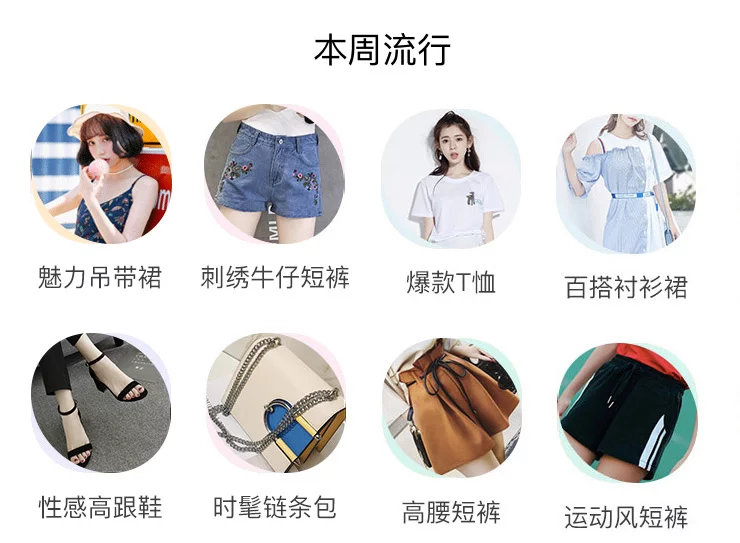 本周流行
魅力吊带裙
刺绣牛仔短裤
爆款T恤
百搭衬衫裙
性感高跟鞋
时髦链条包
高腰短裤
运动风短裤